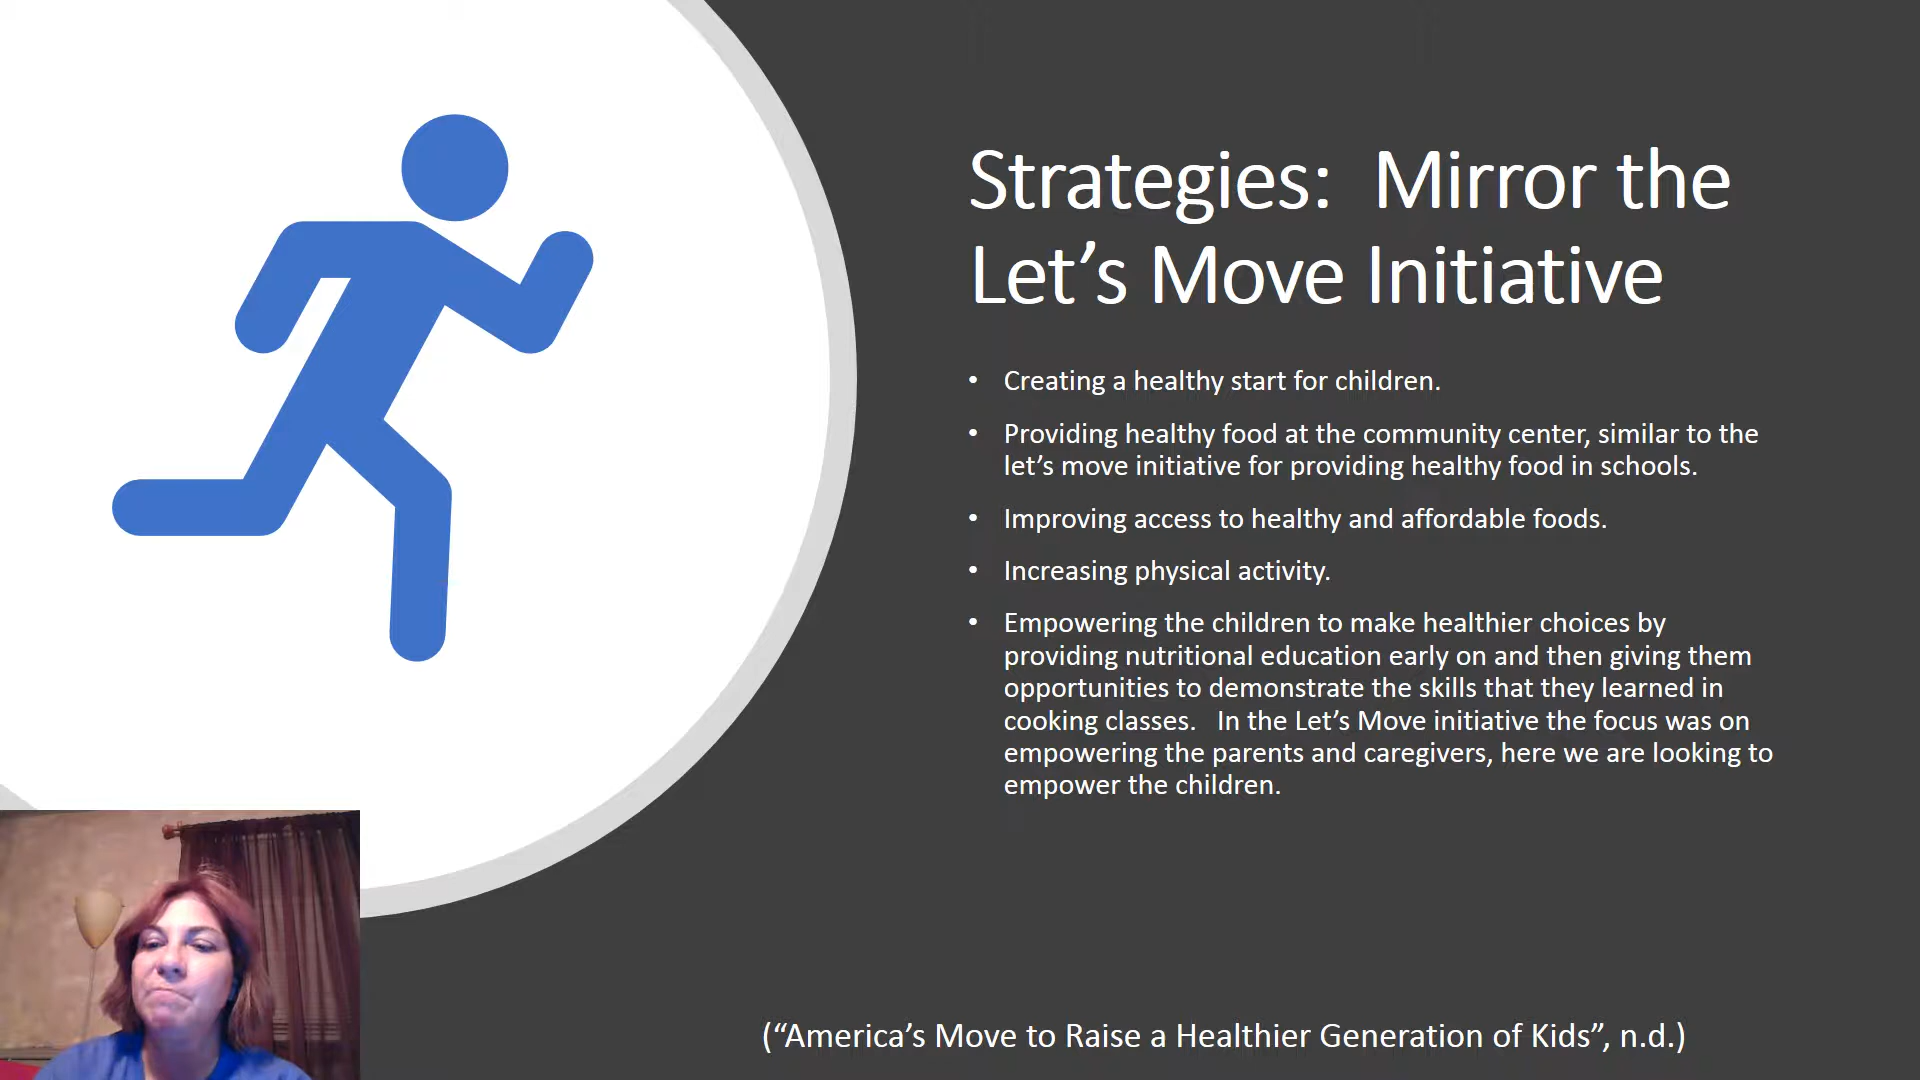 Strategies:  Mirror the
Let’s Move Initiative
• Creating a healthy start for children.
• Providing healthy food at the community center, similar to the
let’s move initiative for providing healthy food in schools.
• Improving access to healthy and affordable foods.
• Increasing physical activity.
• Empowering the children to make healthier choices by
providing nutritional education early on and then giving them
opportunities to demonstrate the skills that they learned in
cooking classes.   In the Let’s Move initiative the focus was on
empowering the parents and caregivers, here we are looking to
empower the children.
(“America’s Move to Raise a Healthier Generation of Kids”, n.d.)